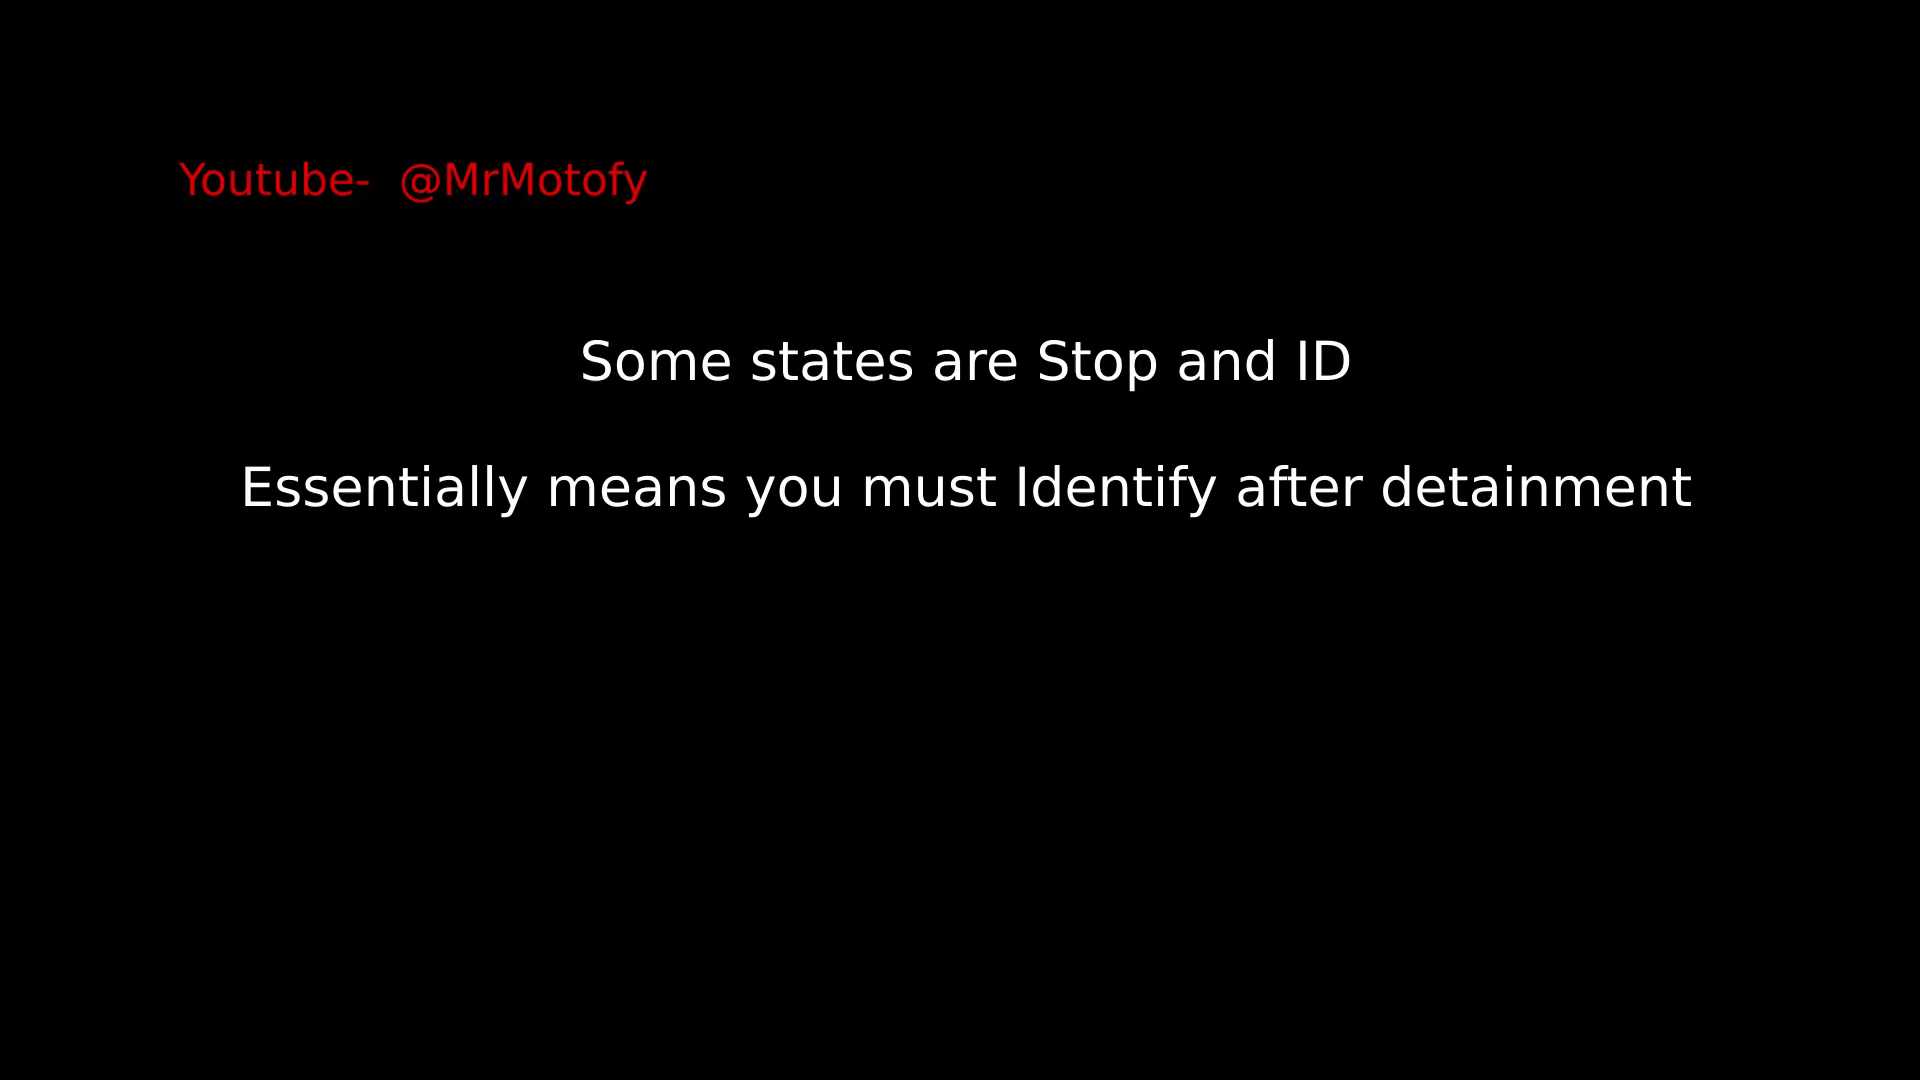 Youtube-  @MrMotofy
Some states are Stop and ID
Essentially means you must Identify after detainment